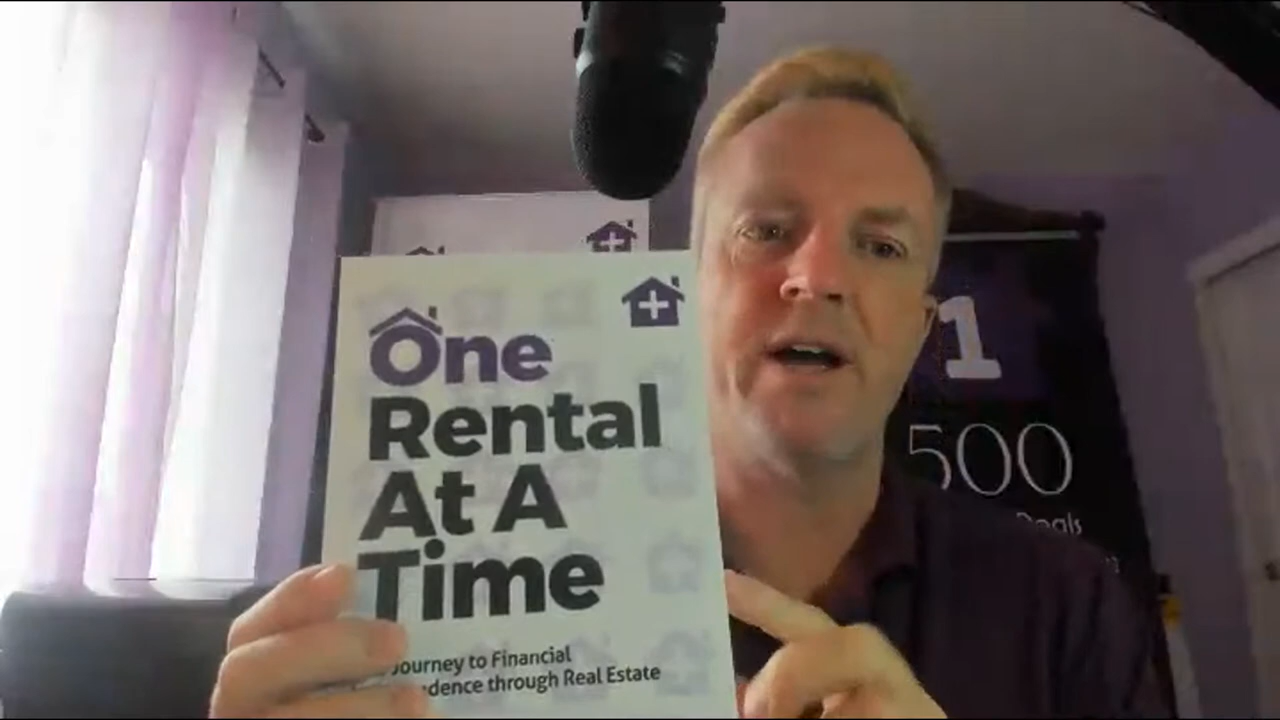 One
Rental
At A
Time
Journey to Financial
dence through Real Estate
1
500
Deals